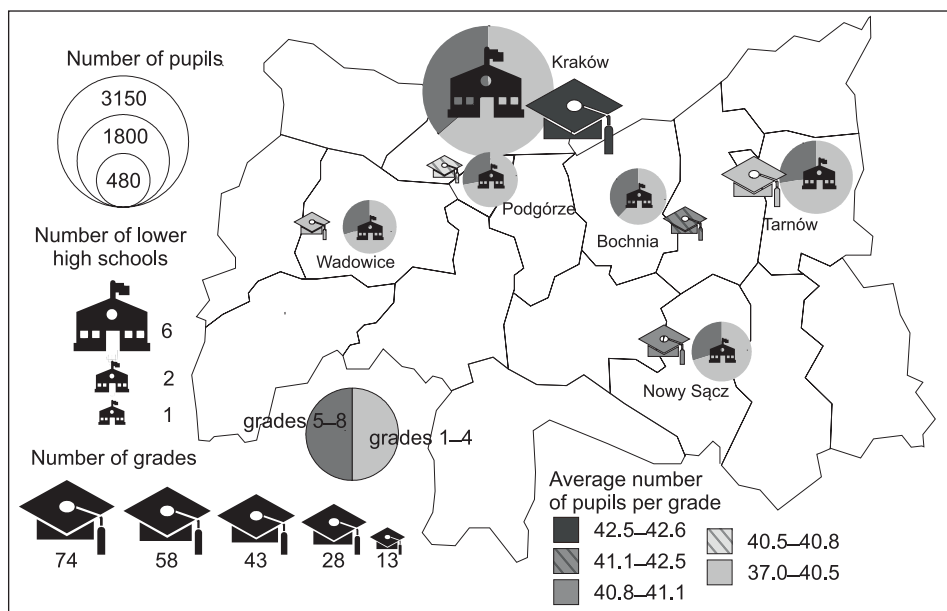 Number of pupils
3150
1800
480
Number of lower
high schools
6
2
1
Kraków
Podgórze
Bochnia
Tarnów
Wadowice
Nowy Sącz
grades 5–8
grades 1–4
Number of grades
74
58
43
28
13
Average number
of pupils per grade
42.5–42.6
41.1–42.5
40.8–41.1
40.5–40.8
37.0–40.5